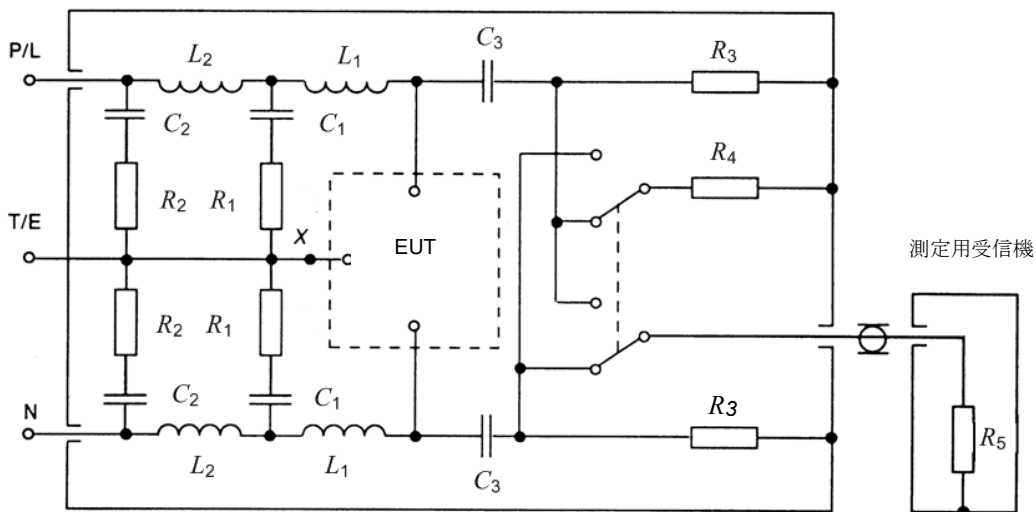 P/L
L2
L1
C3
R3
C2
C1
R4
R2
R1
T/E
X
EUT
測定用受信機
R2
R1
C2
C1
N
R3
L2
L1
C3
R5